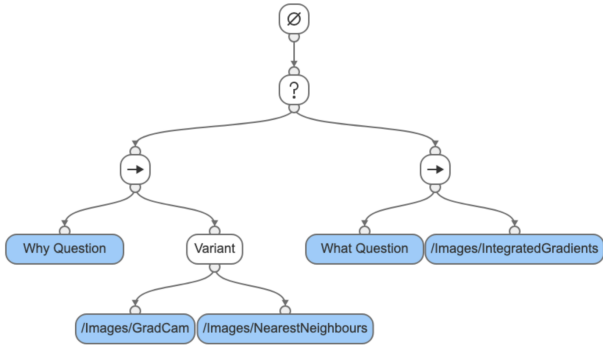 Ø
?
→
→
Why Question
Variant
What Question
/Images/IntegratedGradients
/Images/GradCam
/Images/NearestNeighbours